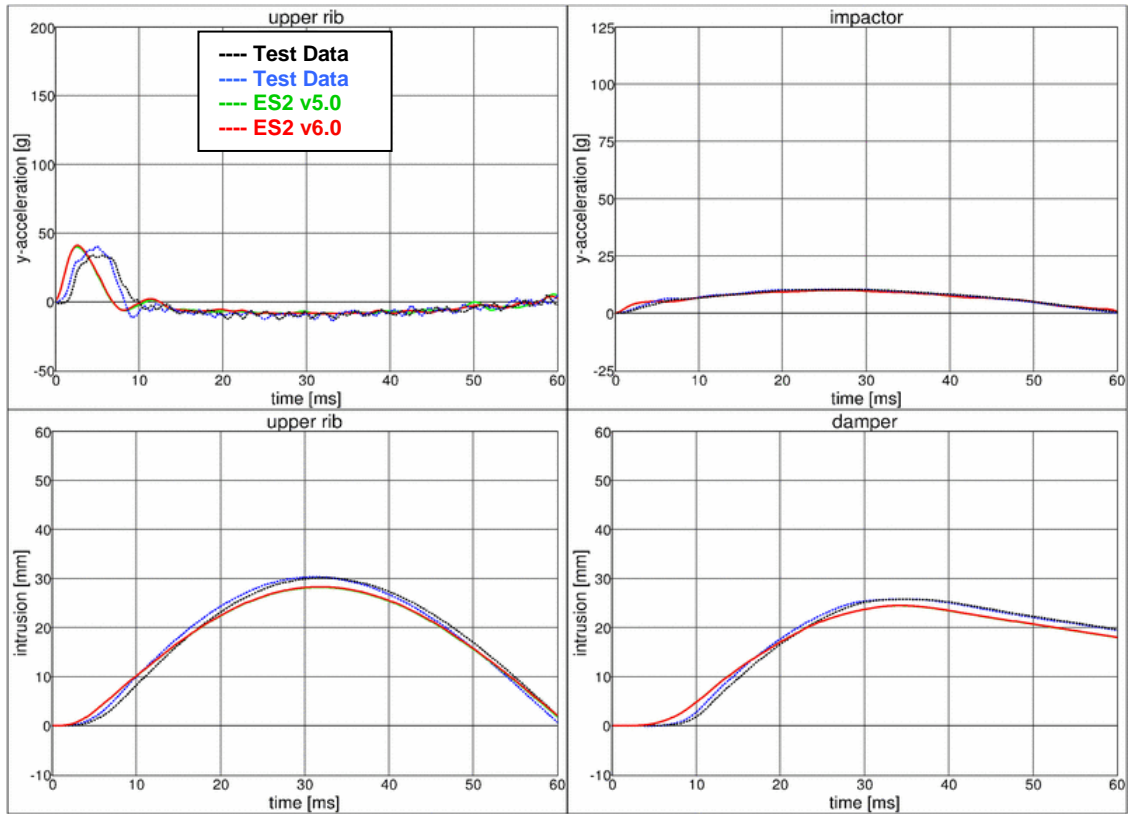 upper rib
200
150
100
50
0
-50
y-acceleration [g]
---- Test Data
---- Test Data
---- ES2 v5.0
---- ES2 v6.0
0 10 20 30 40 50 60
time [ms]
impactor
125
100
75
50
25
0
-25
y-acceleration [g]
0 10 20 30 40 50 60
time [ms]
upper rib
60
50
40
30
20
10
0
-10
intrusion [mm]
0 10 20 30 40 50 60
time [ms]
damper
60
50
40
30
20
10
0
-10
intrusion [mm]
0 10 20 30 40 50 60
time [ms]